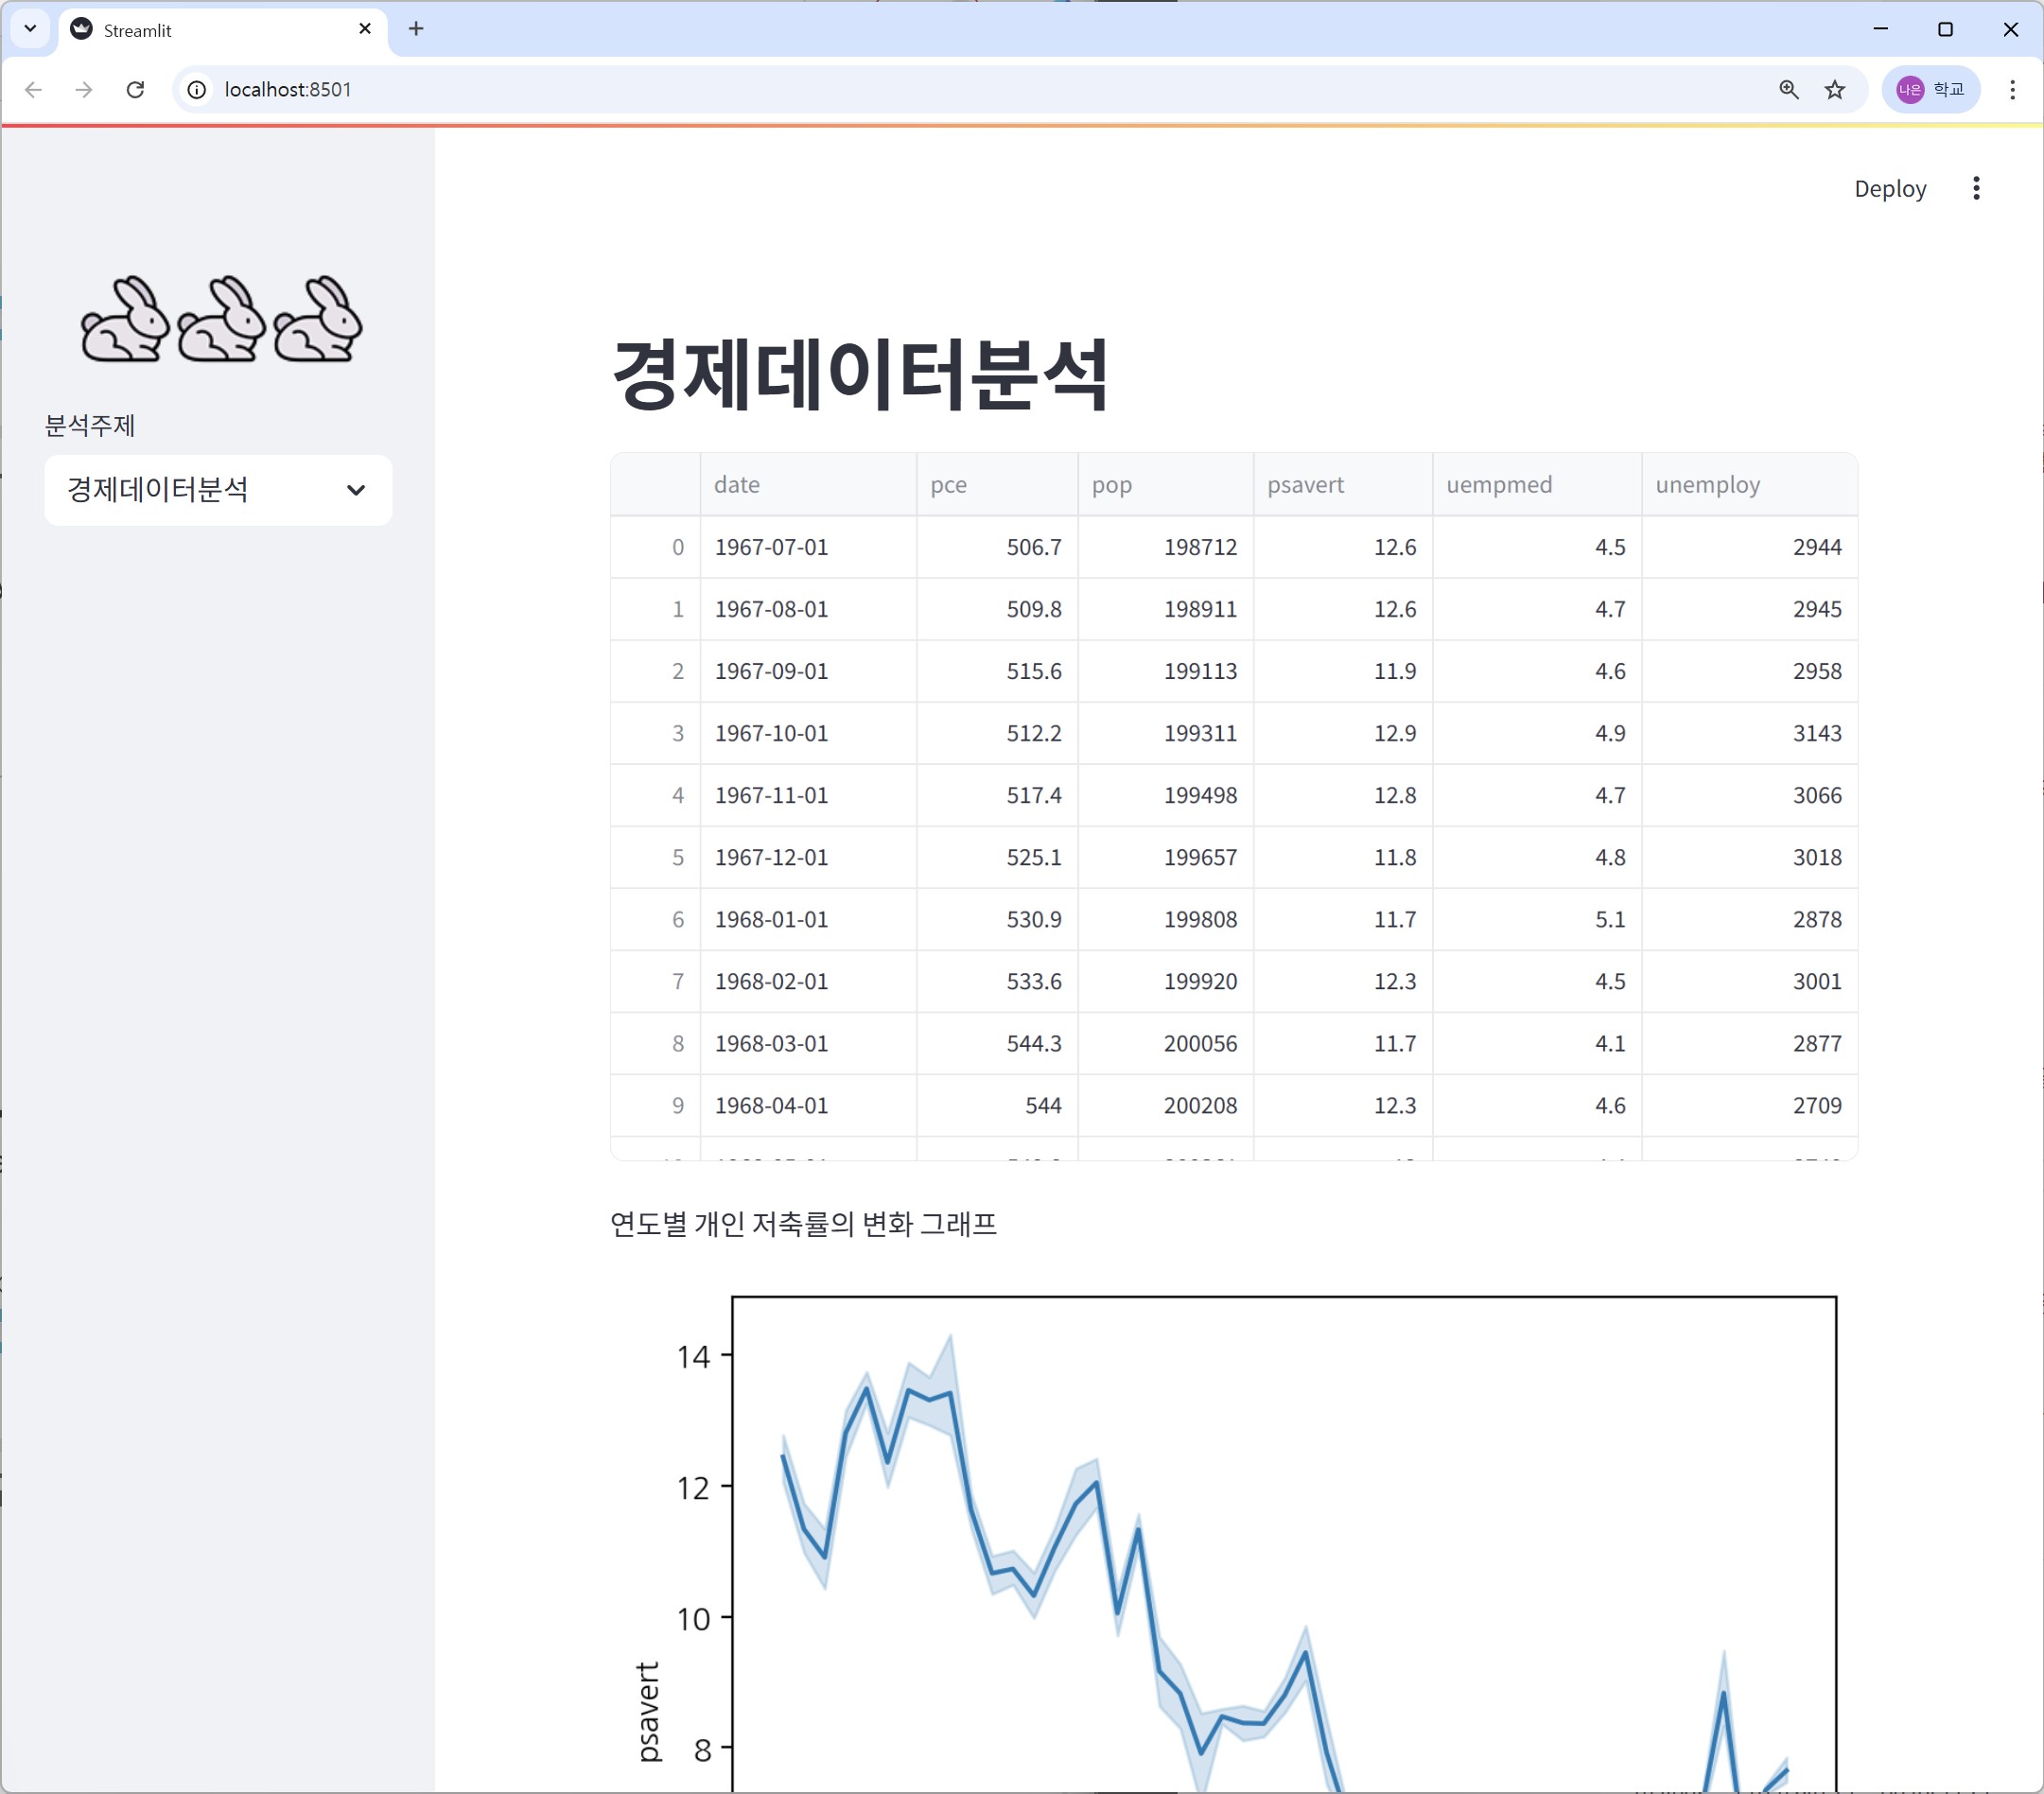 Streamlit
localhost:8501
나은 학교
Deploy
분석주제
경제데이터분석
경제데이터분석
date pce pop psavert uempmed unemploy
0 1967-07-01 506.7 198712 12.6 4.5 2944
1 1967-08-01 509.8 198911 12.6 4.7 2945
2 1967-09-01 515.6 199113 11.9 4.6 2958
3 1967-10-01 512.2 199311 12.9 4.9 3143
4 1967-11-01 517.4 199498 12.8 4.7 3066
5 1967-12-01 525.1 199657 11.8 4.8 3018
6 1968-01-01 530.9 199808 11.7 5.1 2878
7 1968-02-01 533.6 199920 12.3 4.5 3001
8 1968-03-01 544.3 200056 11.7 4.1 2877
9 1968-04-01 544 200208 12.3 4.6 2709
연도별 개인 저축률의 변화 그래프
14
12
10
8
psavert